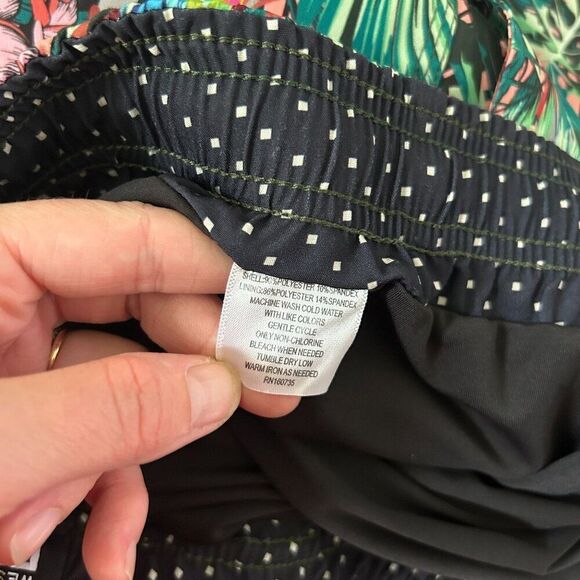 SHELL:90%POLYESTER 10%SPANDEX
LINING:86%POLYESTER 14%SPANDEX
MACHINE WASH COLD WATER
WITH LIKE COLORS
GENTLE CYCLE
ONLY NON-CHLORINE
BLEACH WHEN NEEDED
TUMBLE DRY LOW
WARM IRON AS NEEDED
RN160735